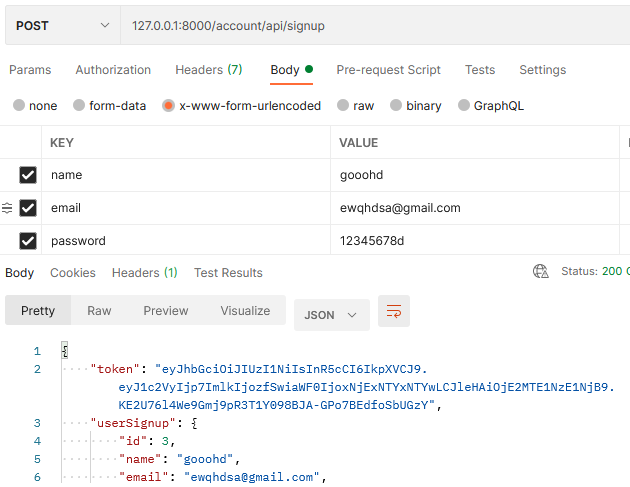 POST 127.0.0.1:8000/account/api/signup
Params Authorization Headers (7) Body Pre-request Script Tests Settings
none form-data x-www-form-urlencoded raw binary GraphQL
KEY VALUE
name gooohd
email ewqhdsa@gmail.com
password 12345678d
Body Cookies Headers (1) Test Results Status: 200
Pretty Raw Preview Visualize JSON
1 {
2 "token": "eyJhbGciOiJIUzI1NiIsInR5cCI6IkpXVCJ9.
eyJ1c2VyIjp7ImlkIjozfSwiaWF0IjoxNjExNTYxNTYwLCJleHAiOjE2MTE1NzE1NjB9.
KE2U76l4We9Gmj9pR3T1Y098BJA-GPo7BEdfoSbUGzY",
3 "userSignup": {
4 "id": 3,
5 "name": "gooohd",
6 "email": "ewqhdsa@gmail.com",